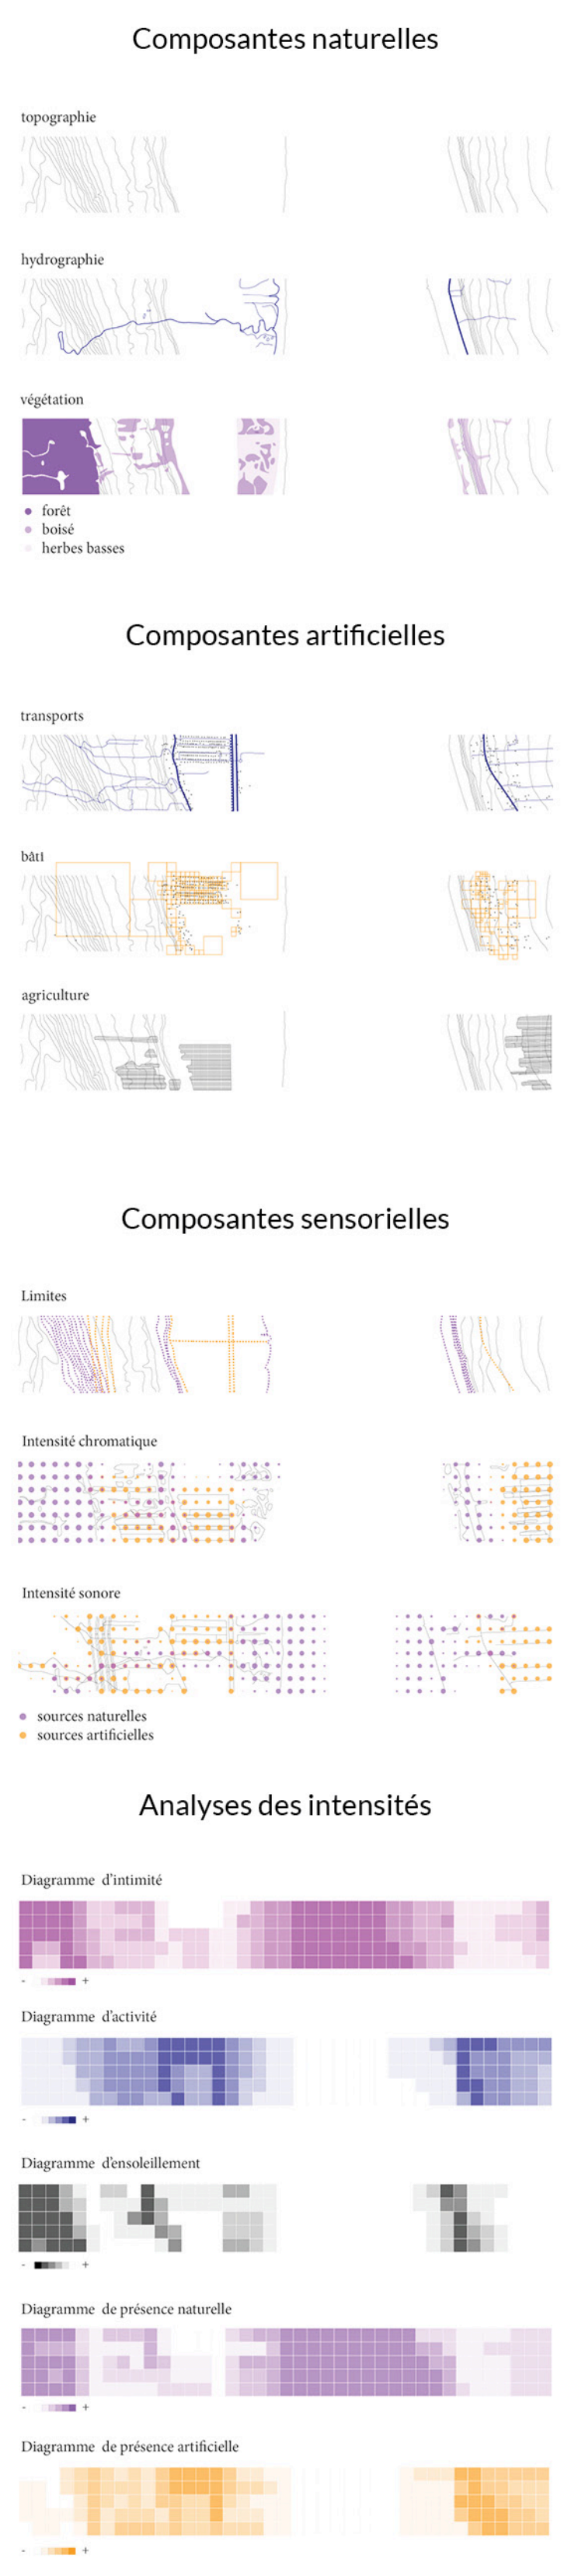 Composantes naturelles
topographie
hydrographie
végétation
forêt
boisé
herbes basses
Composantes artificielles
transports
bâti
agriculture
Composantes sensorielles
Limites
Intensité chromatique
Intensité sonore
sources naturelles
sources artificielles
Analyses des intensités
Diagramme d'intimité
- +
Diagramme d'activité
- +
Diagramme d'ensoleillement
- +
Diagramme de présence naturelle
- +
Diagramme de présence artificielle
- +